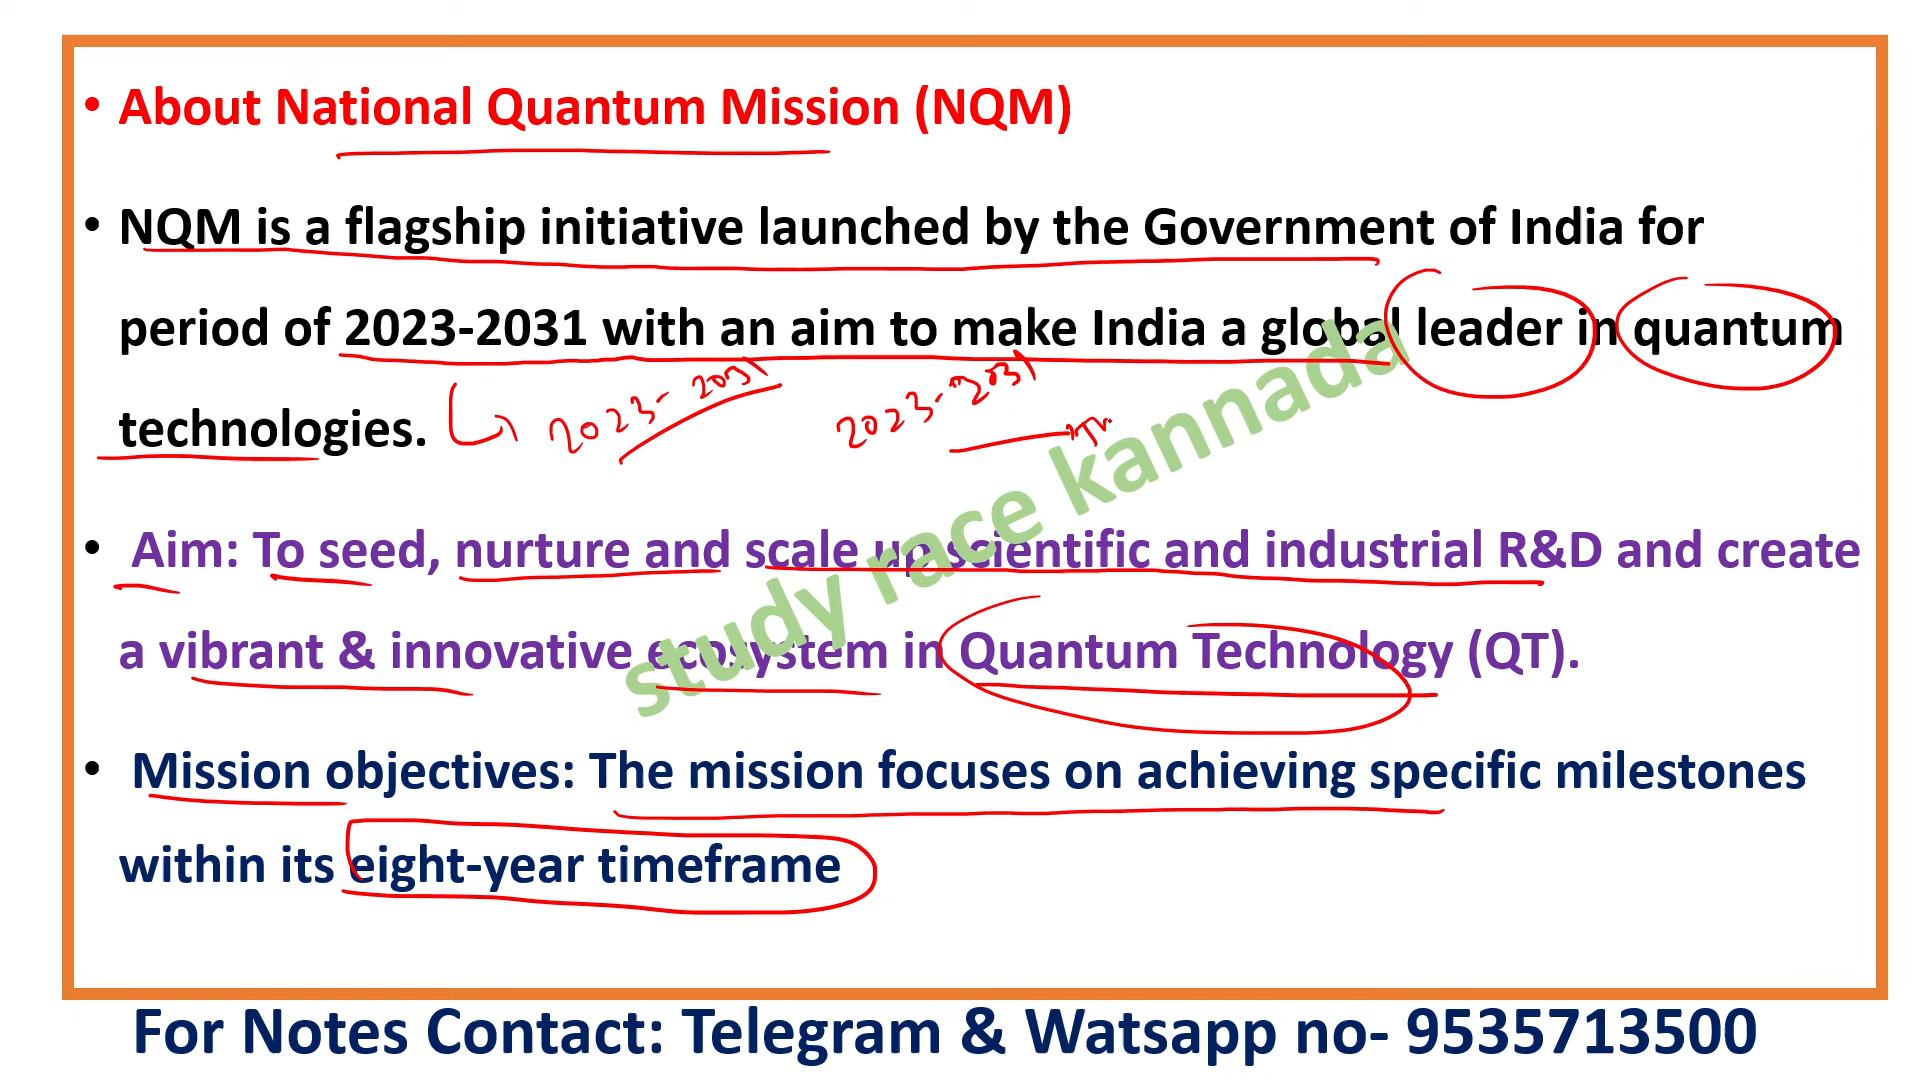 • About National Quantum Mission (NQM)
• NQM is a flagship initiative launched by the Government of India for
period of 2023-2031 with an aim to make India a global leader in quantum
technologies.
2023-2031 2023-2031
• Aim: To seed, nurture and scale up scientific and industrial R&D and create
a vibrant & innovative ecosystem in Quantum Technology (QT).
study race kannada
• Mission objectives: The mission focuses on achieving specific milestones
within its eight-year timeframe
For Notes Contact: Telegram & Watsapp no- 9535713500